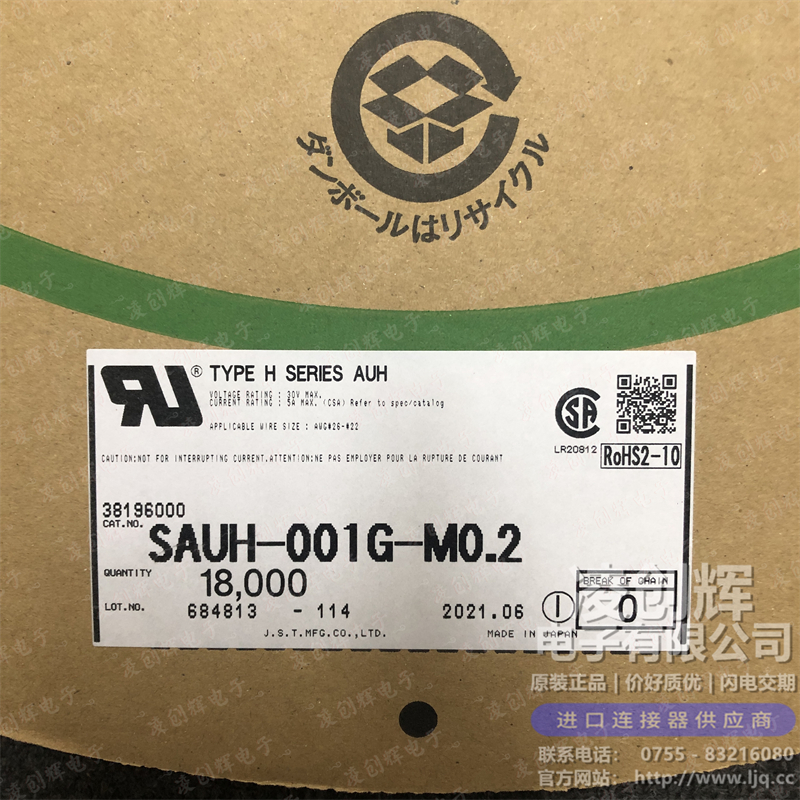 ダンボールはリサイクル
® TYPE H SERIES AUH
VOLTAGE RATING : 30V MAX.
CURRENT RATING : 5A MAX. (CSA) Refer to spec/catalog
APPLICABLE WIRE SIZE : AWG#26-#22
LR20812
RoHS2-10
CAUTION:NOT FOR INTERRUPTING CURRENT.ATTENTION:NE PAS EMPLOYER POUR LA RUPTURE DE COURANT
38196000
CAT.NO. SAUH-001G-M0.2
QUANTITY 18,000
BREAK OF CHAIN
0
LOT.NO. 684813 - 114 2021.06 ①
J.S.T.MFG.CO.,LTD. MADE IN JAPAN
凌创辉
电子有限公司
原装正品 | 价好质优 | 闪电交期
进口连接器供应商
联系电话: 0755 - 83216080
官方网站: http://www.ljq.cc
凌创辉电子